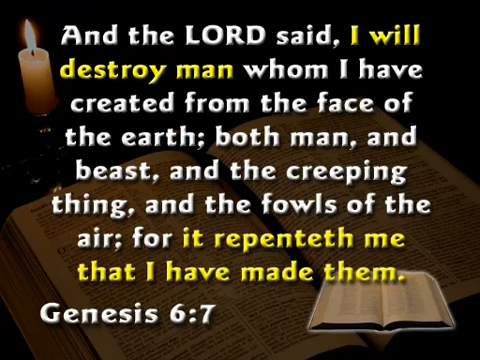 And the LORD said, I will
destroy man whom I have
created from the face of
the earth; both man, and
beast, and the creeping
thing, and the fowls of the
air; for it repenteth me
that I have made them.
Genesis 6:7